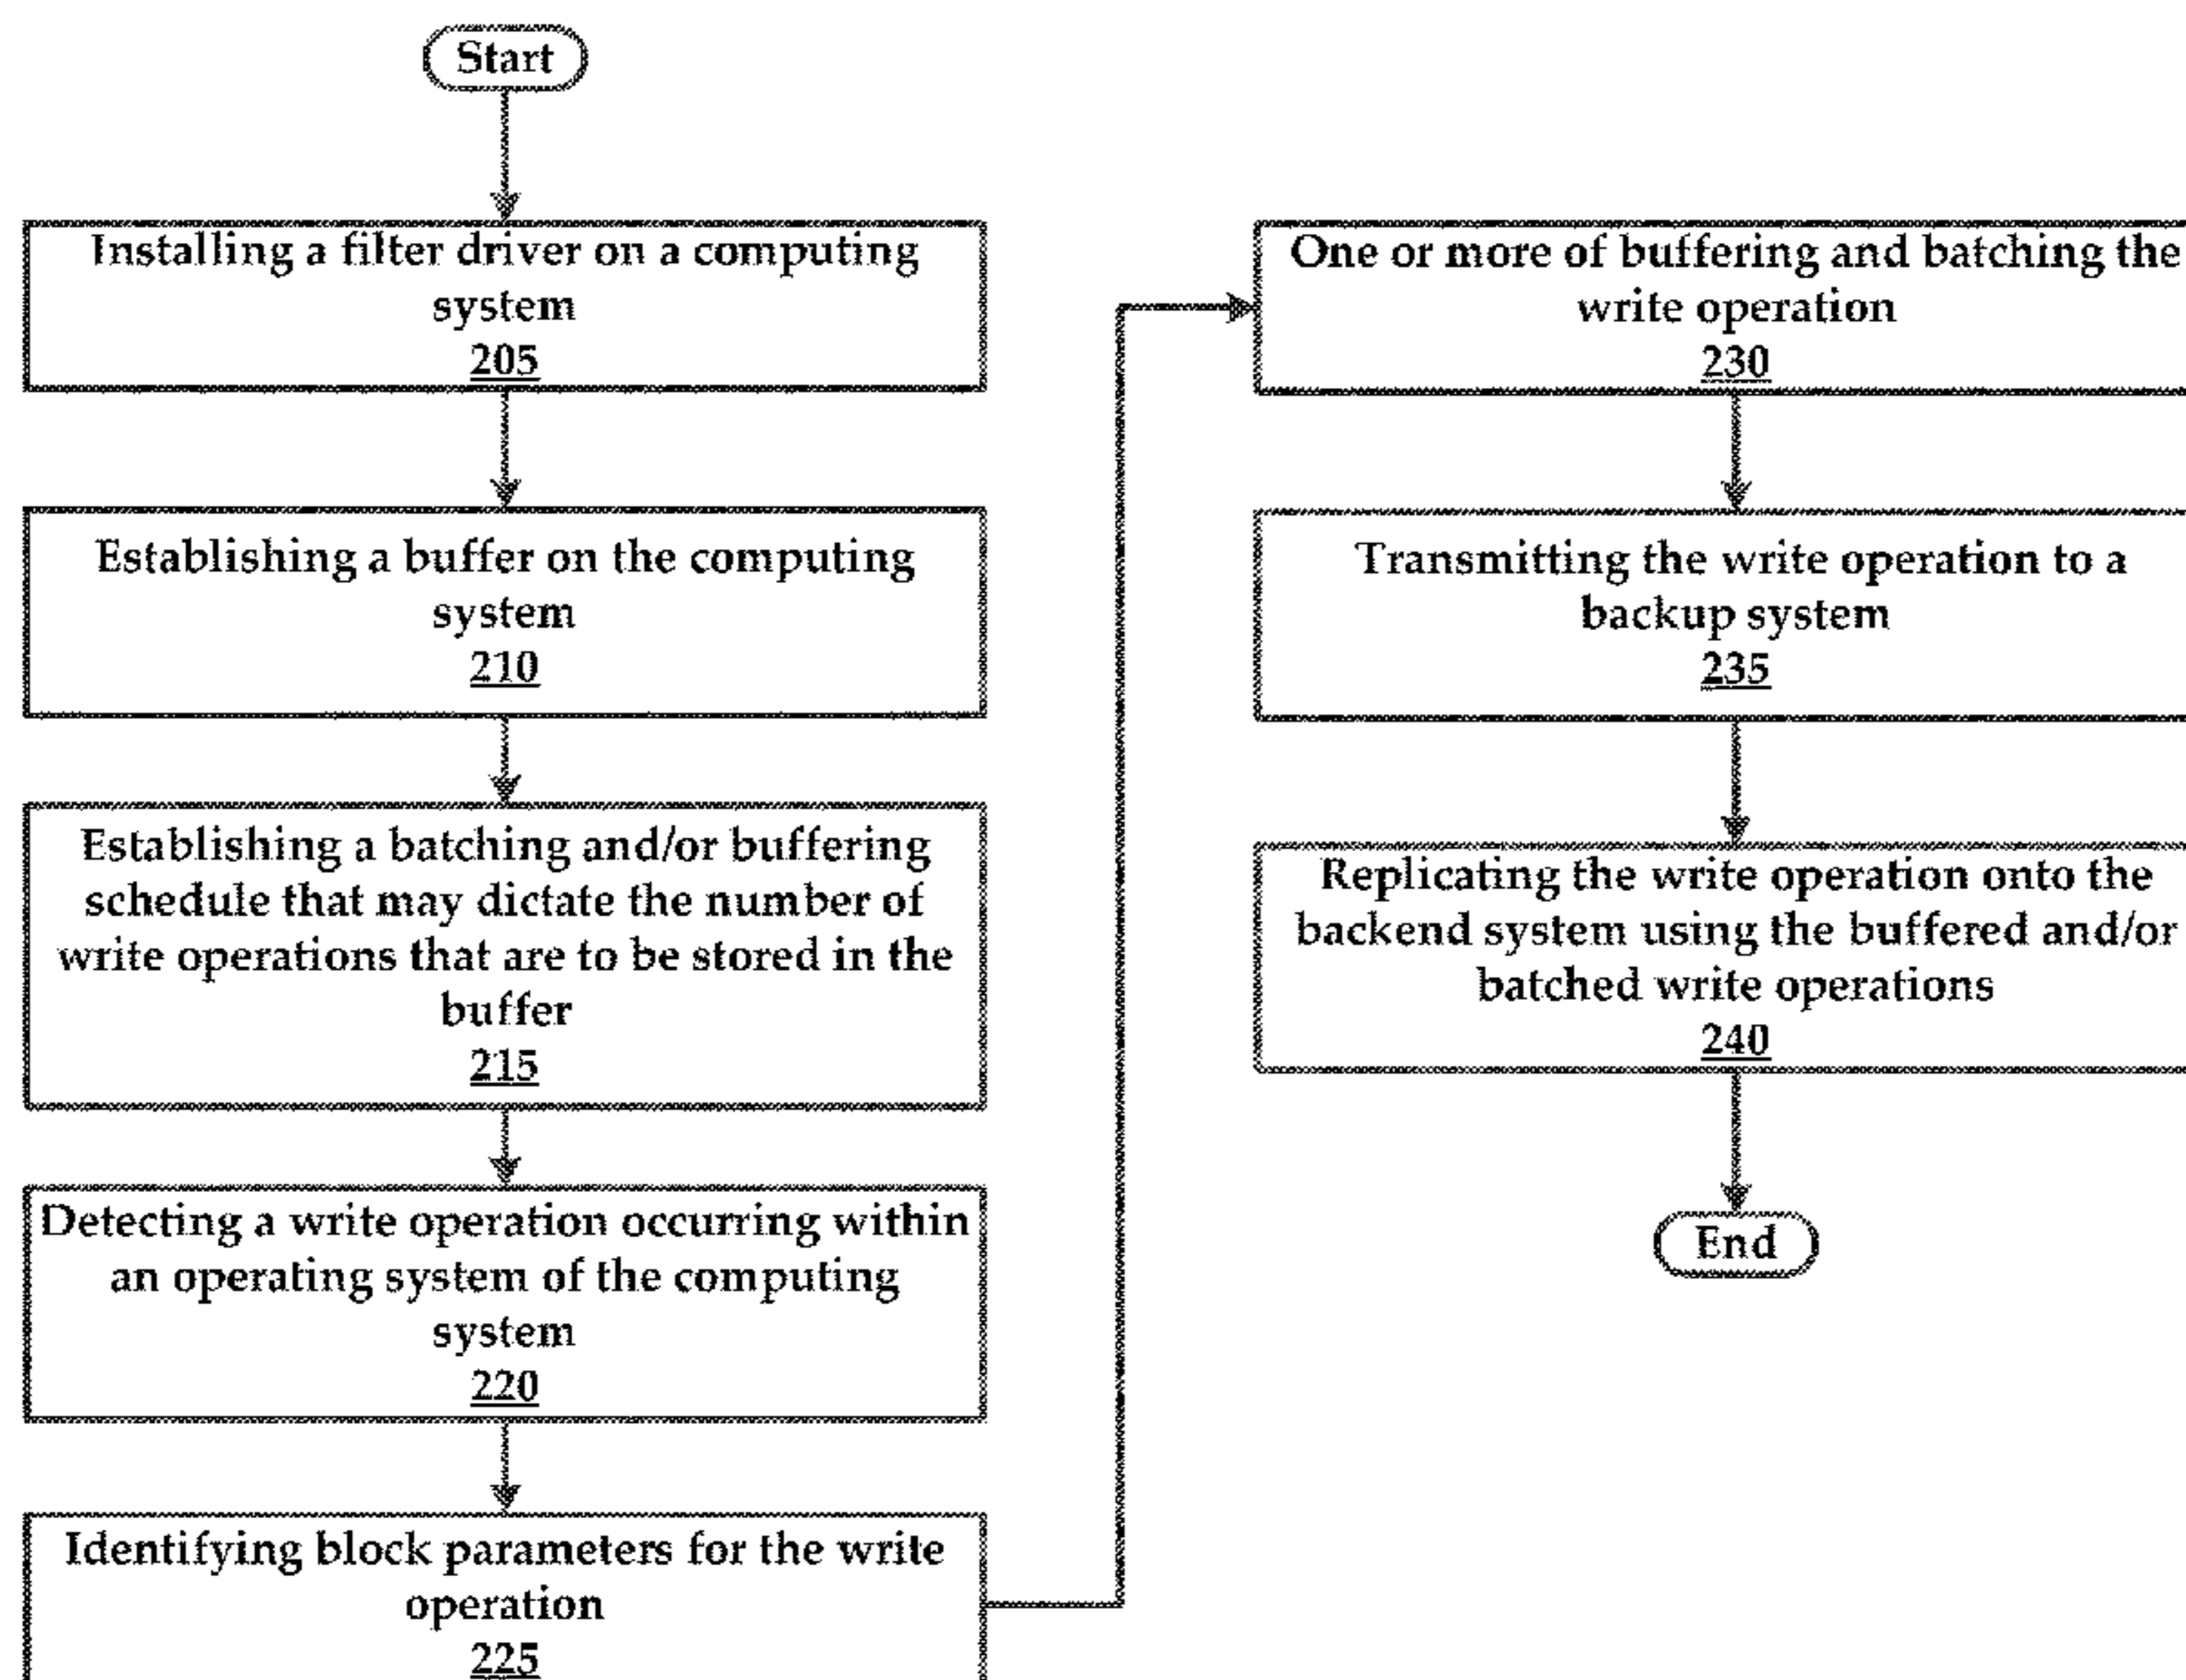 Start
Installing a filter driver on a computing
system
205
Establishing a buffer on the computing
system
210
Establishing a batching and/or buffering
schedule that may dictate the number of
write operations that are to be stored in the
buffer
215
Detecting a write operation occurring within
an operating system of the computing
system
220
Identifying block parameters for the write
operation
225
One or more of buffering and batching the
write operation
230
Transmitting the write operation to a
backup system
235
Replicating the write operation onto the
backend system using the buffered and/or
batched write operations
240
End